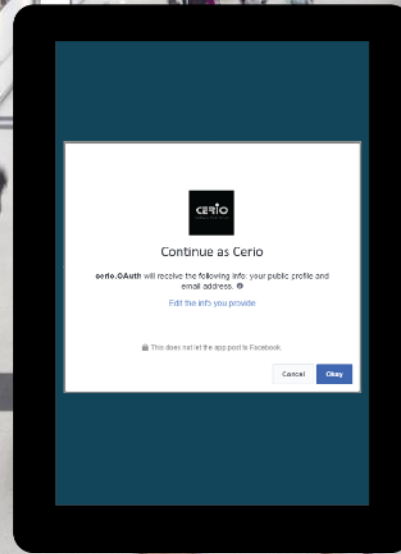 CERIO
Continue as Cerio
cerio.OAuth will receive the following info: your public profile and
email address.
Edit the info you provide
This does not let the app post to Facebook.
Cancel
Okay